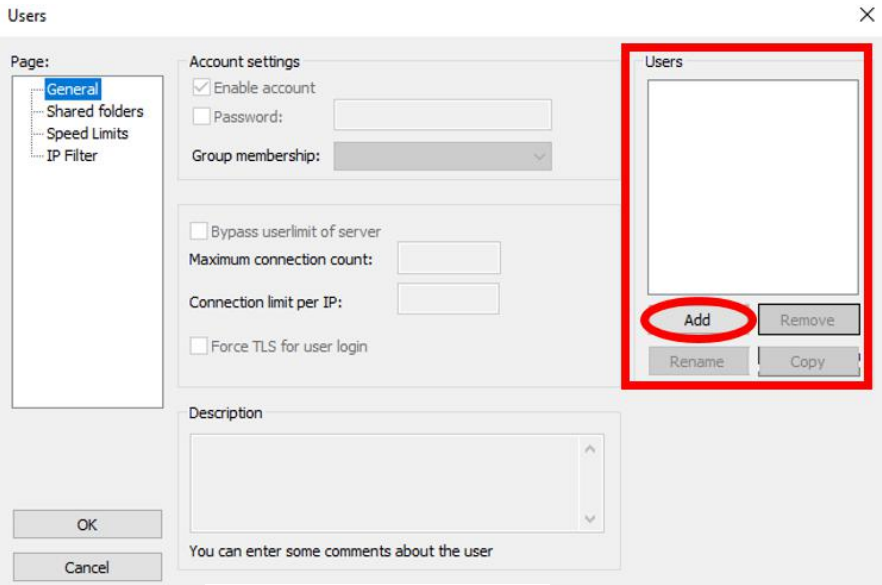 Users
Page:
General
Shared folders
Speed Limits
IP Filter
OK
Cancel
Account settings
Enable account
Password:
Group membership:
Bypass userlimit of server
Maximum connection count:
Connection limit per IP:
Force TLS for user login
Description
You can enter some comments about the user
Users
Add
Remove
Rename
Copy